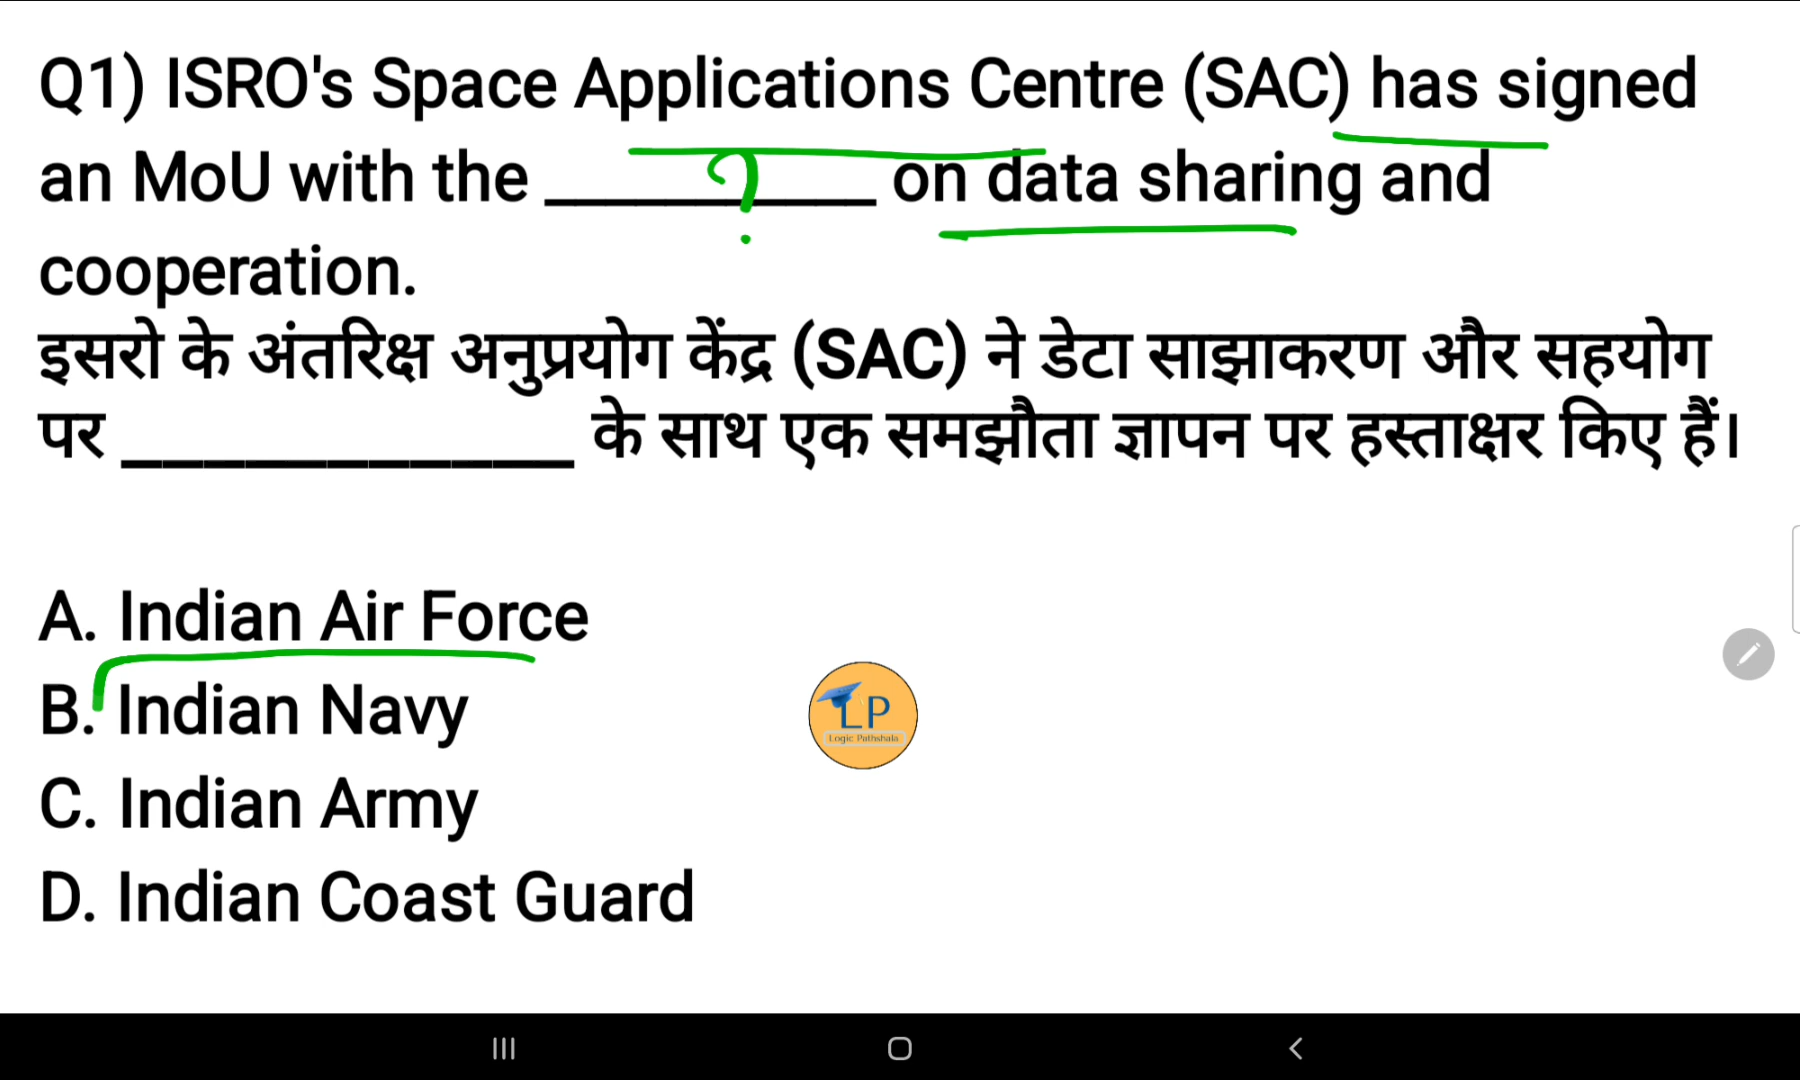 Q1) ISRO's Space Applications Centre (SAC) has signed
an MoU with the ____________ on data sharing and
cooperation.
इसरो के अंतरिक्ष अनुप्रयोग केंद्र (SAC) ने डेटा साझाकरण और सहयोग
पर ____________ के साथ एक समझौता ज्ञापन पर हस्ताक्षर किए हैं।
?
A. Indian Air Force
B. Indian Navy
C. Indian Army
D. Indian Coast Guard
LP
Logic Pathshala